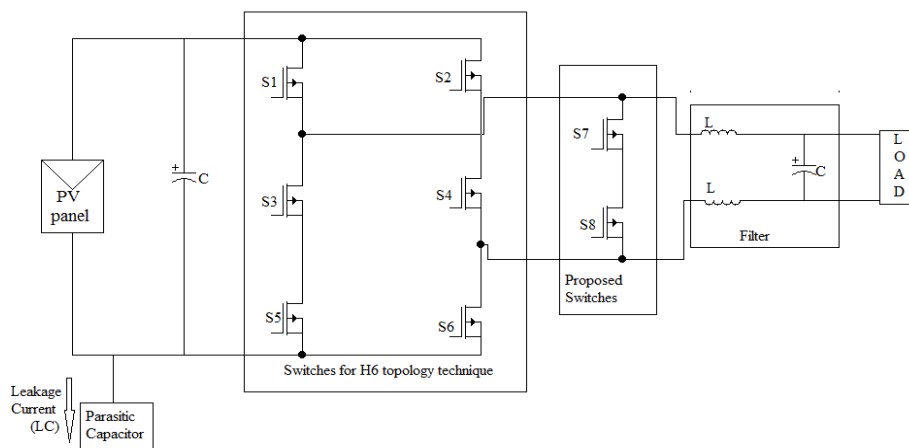 S1
S2
S3
S4
S5
S6
S7
S8
PV
panel
+
C
Switches for H6 topology technique
Proposed
Switches
L
L
+
C
Filter
L
O
A
D
Leakage
Current
(LC)
Parasitic
Capacitor